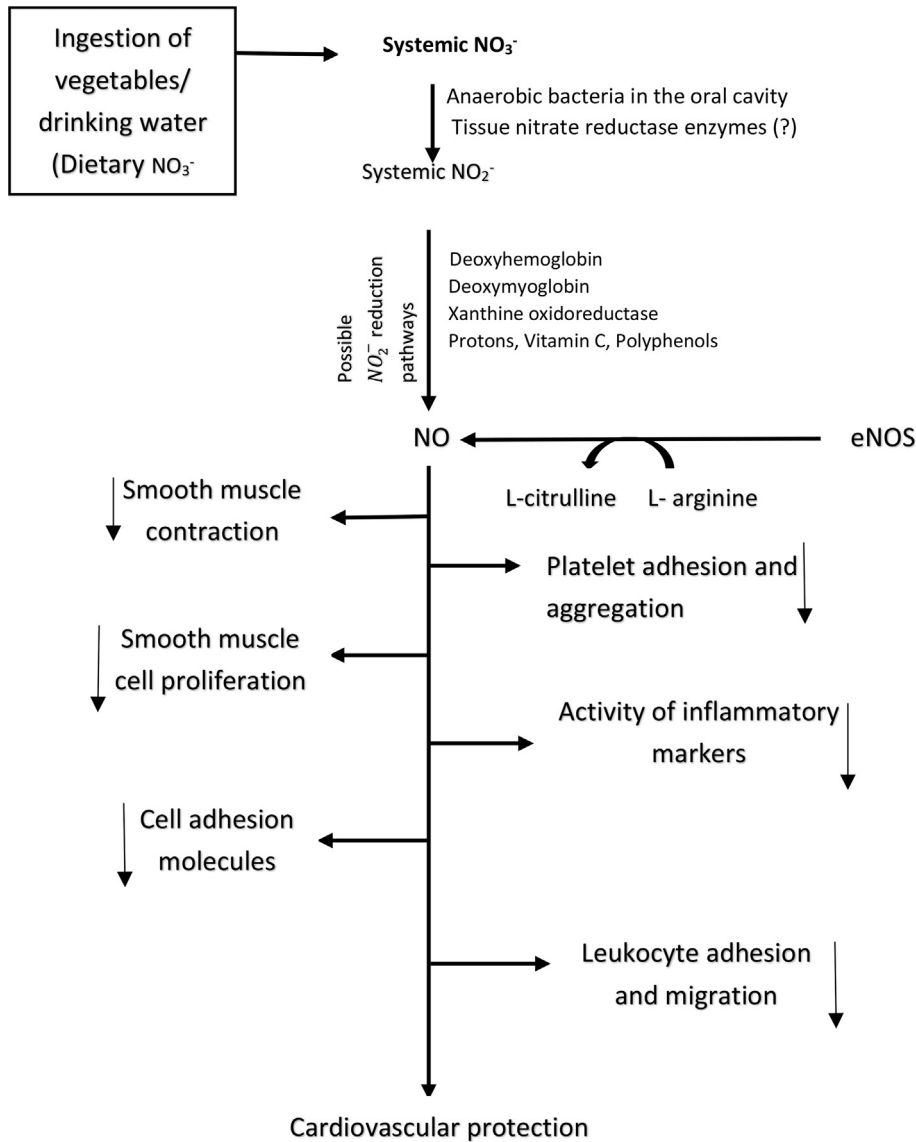 Ingestion of
vegetables/
drinking water
(Dietary NO₃⁻
Systemic NO₃⁻
Anaerobic bacteria in the oral cavity
Tissue nitrate reductase enzymes (?)
Systemic NO₂⁻
Possible
NO₂⁻ reduction
pathways
Deoxyhemoglobin
Deoxymyoglobin
Xanthine oxidoreductase
Protons, Vitamin C, Polyphenols
NO
eNOS
L-citrulline
L- arginine
Smooth muscle
contraction
Platelet adhesion and
aggregation
Smooth muscle
cell proliferation
Activity of inflammatory
markers
Cell adhesion
molecules
Leukocyte adhesion
and migration
Cardiovascular protection